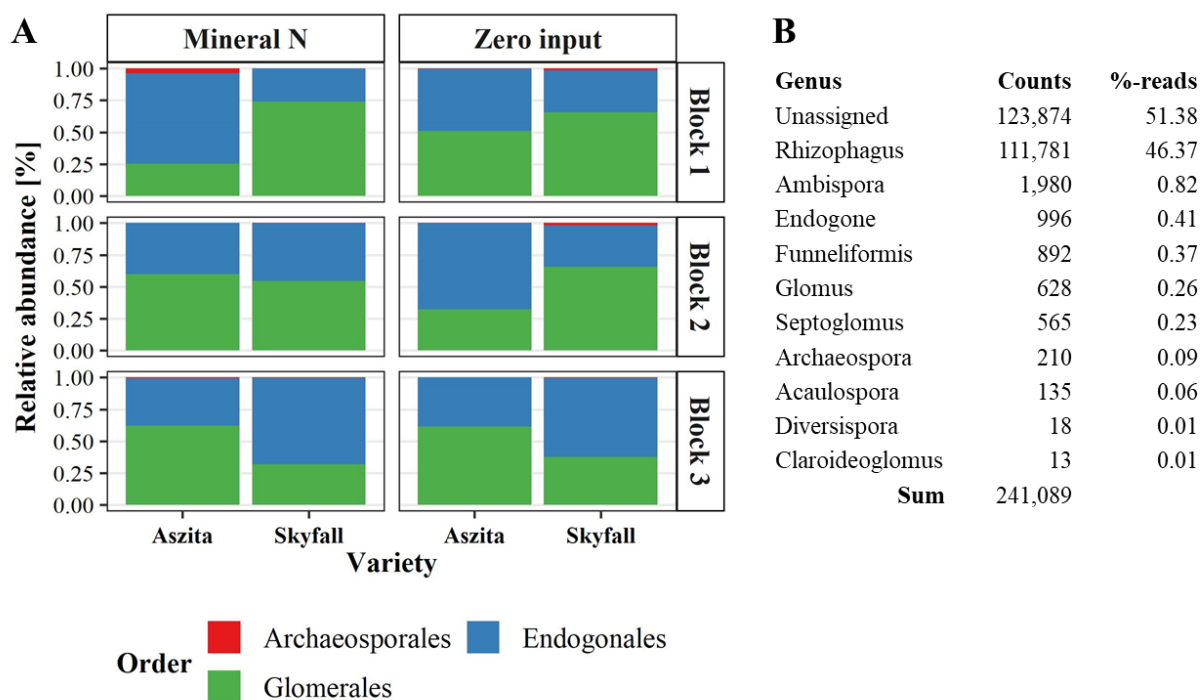 A
Mineral N
Zero input
Relative abundance [%]
1.00
0.75
0.50
0.25
0.00
Block 1
1.00
0.75
0.50
0.25
0.00
Block 2
1.00
0.75
0.50
0.25
0.00
Block 3
Aszita Skyfall Aszita Skyfall
Variety
Order
Archaeosporales Endogonales
Glomerales
B
Genus Counts %-reads
Unassigned 123,874 51.38
Rhizophagus 111,781 46.37
Ambispora 1,980 0.82
Endogone 996 0.41
Funneliformis 892 0.37
Glomus 628 0.26
Septoglomus 565 0.23
Archaeospora 210 0.09
Acaulospora 135 0.06
Diversispora 18 0.01
Claroideoglomus 13 0.01
Sum 241,089